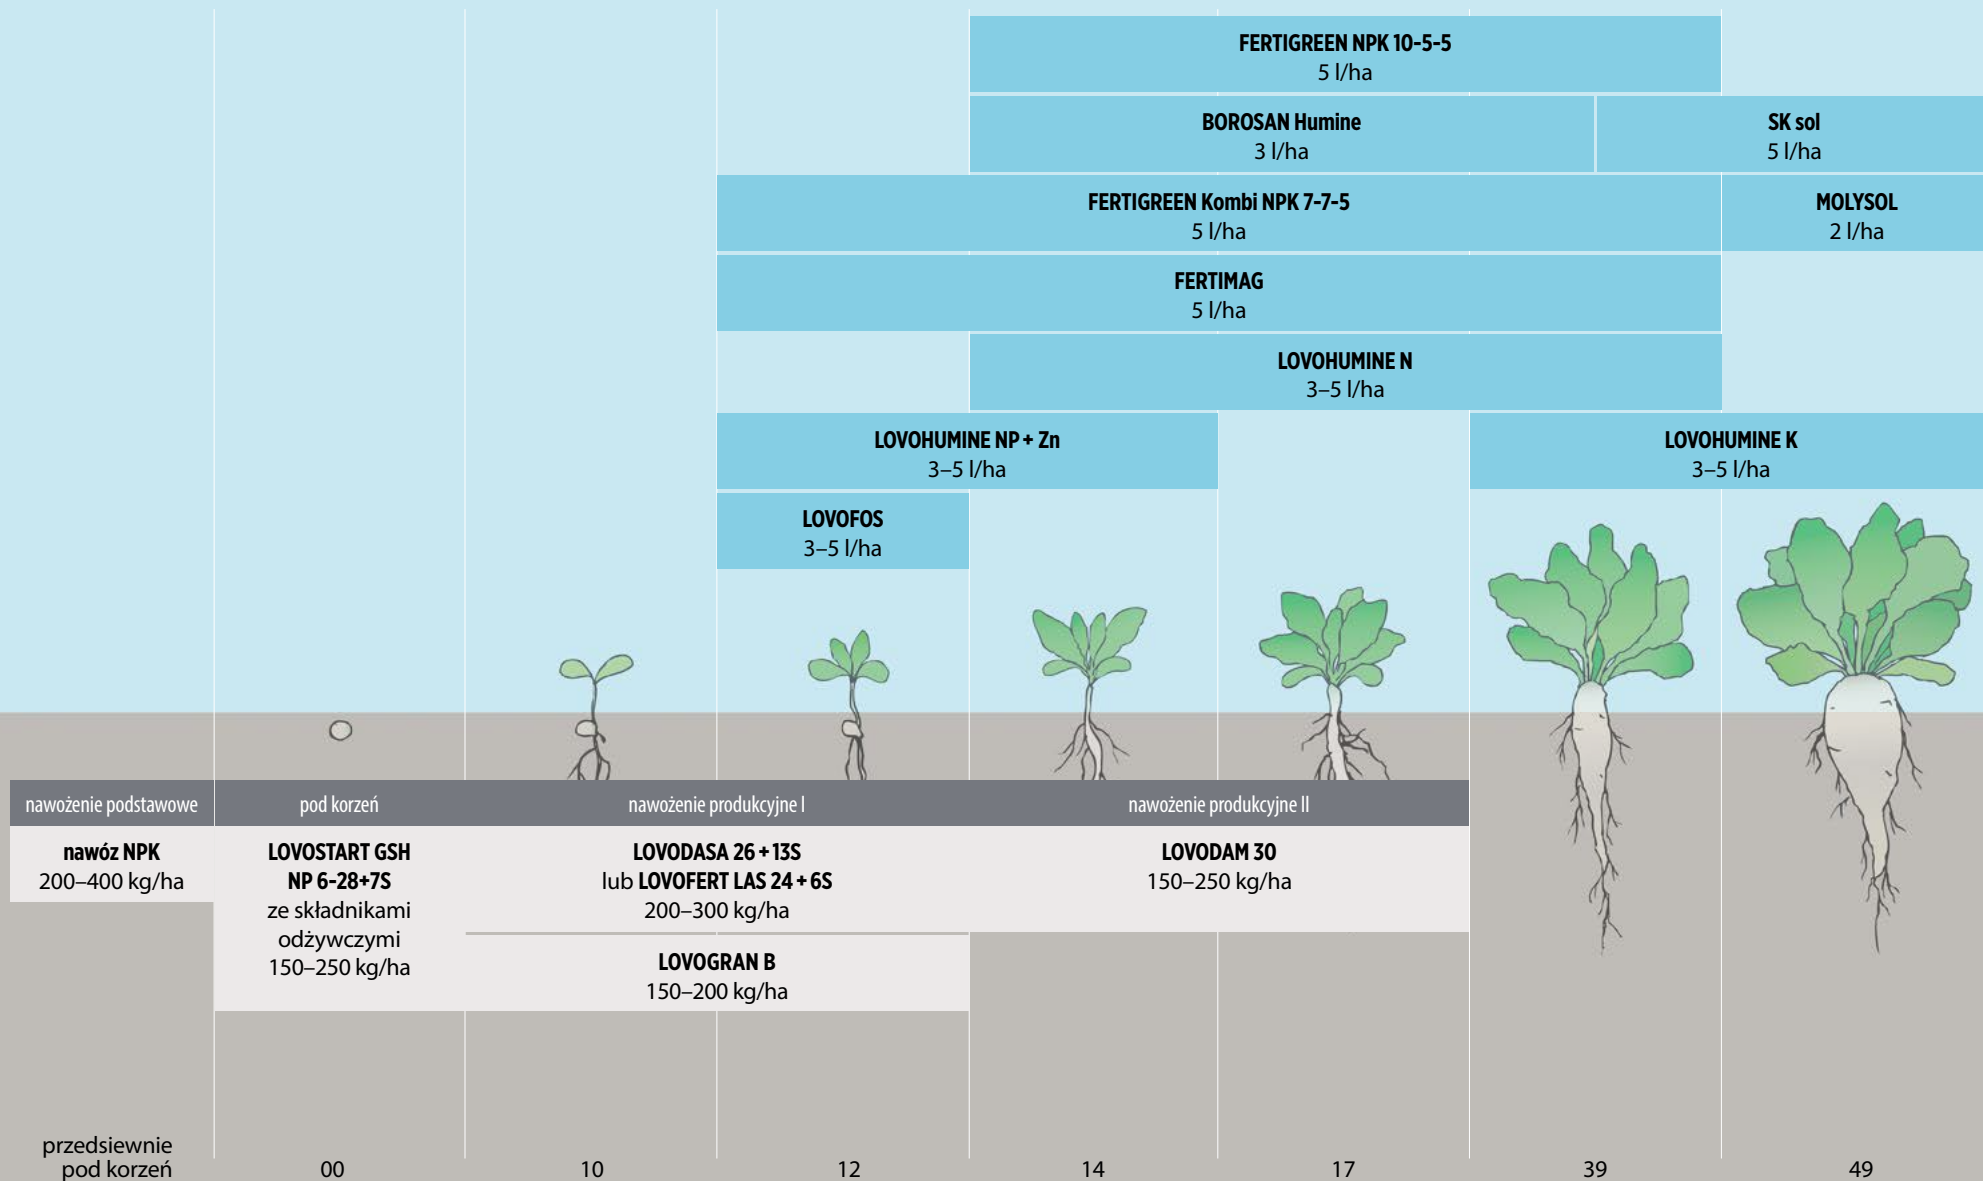 FERTIGREEN NPK 10-5-5
5 l/ha
BOROSAN Humine
3 l/ha
SK sol
5 l/ha
FERTIGREEN Kombi NPK 7-7-5
5 l/ha
MOLYSOL
2 l/ha
FERTIMAG
5 l/ha
LOVOHUMINE N
3–5 l/ha
LOVOHUMINE NP + Zn
3–5 l/ha
LOVOHUMINE K
3–5 l/ha
LOVOFOS
3–5 l/ha
nawożenie podstawowe
pod korzeń
nawożenie produkcyjne I
nawożenie produkcyjne II
nawóz NPK
200–400 kg/ha
LOVOSTART GSH
NP 6-28+7S
ze składnikami
odżywczymi
150–250 kg/ha
LOVODASA 26 + 13S
lub LOVOFERT LAS 24 + 6S
200–300 kg/ha
LOVODAM 30
150–250 kg/ha
LOVOGRAN B
150–200 kg/ha
przedsiewnie
pod korzeń
00
10
12
14
17
39
49